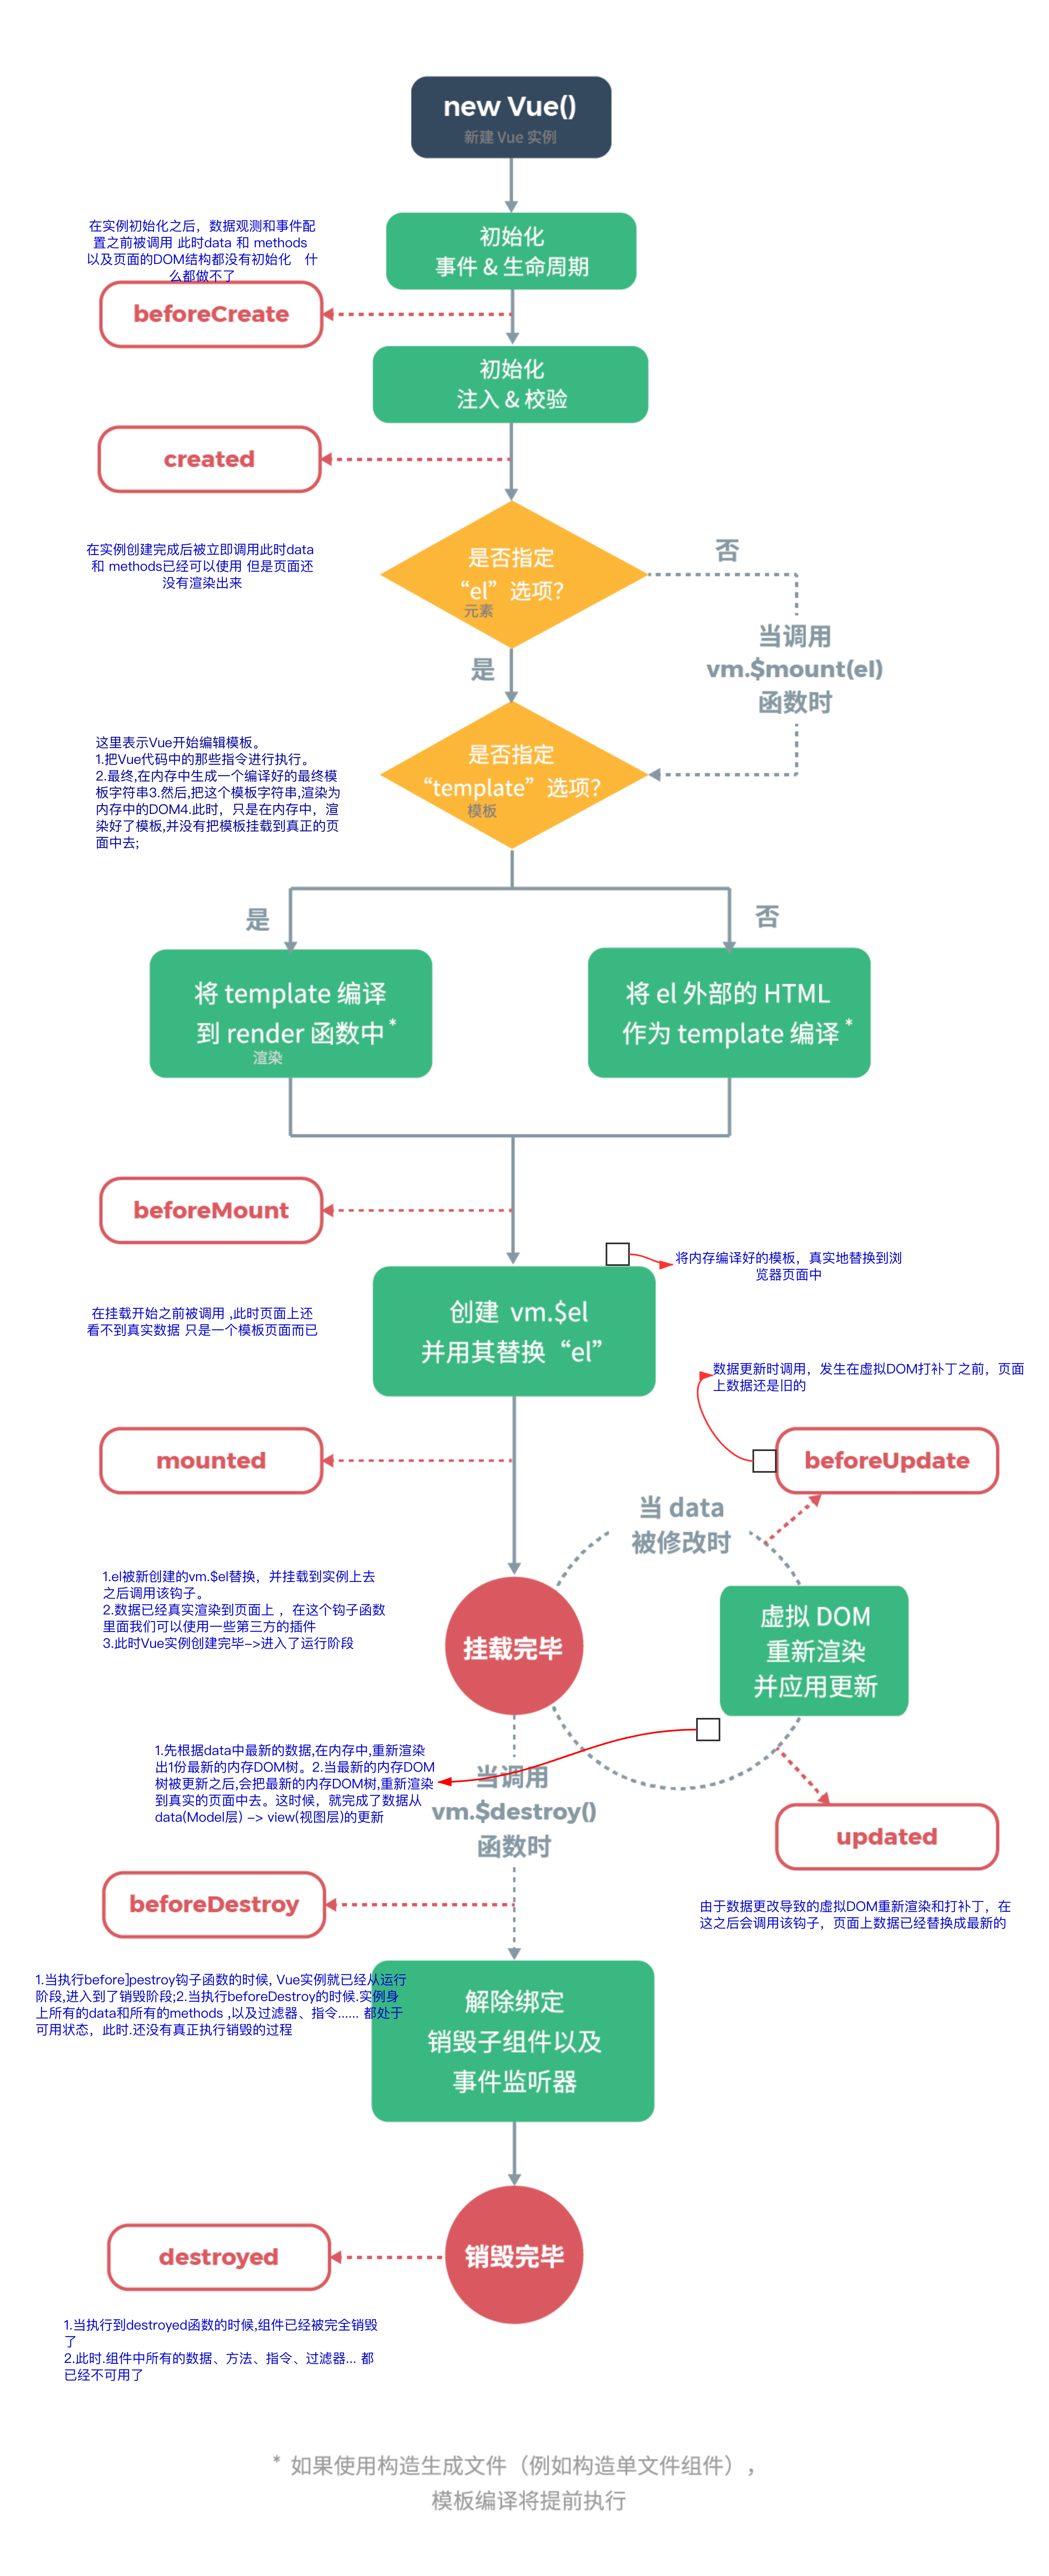 new Vue()
新建 Vue 实例
在实例初始化之后，数据观测和事件配
置之前被调用 此时data 和 methods
以及页面的DOM结构都没有初始化 什
么都做不了
初始化
事件 & 生命周期
beforeCreate
初始化
注入 & 校验
created
在实例创建完成后被立即调用此时data
和 methods已经可以使用 但是页面还
没有渲染出来
是否指定
“el”选项?
元素
否
当调用
vm.$mount(el)
函数时
是
这里表示Vue开始编辑模板。
1.把Vue代码中的那些指令进行执行。
2.最终,在内存中生成一个编译好的最终模
板字符串3.然后,把这个模板字符串,渲染为
内存中的DOM4.此时，只是在内存中，渲
染好了模板,并没有把模板挂载到真正的页
面中去;
是否指定
“template”选项?
模板
是
否
将 template 编译
到 render 函数中*
渲染
将 el 外部的 HTML
作为 template 编译*
beforeMount
将内存编译好的模板，真实地替换到浏
览器页面中
在挂载开始之前被调用 ,此时页面上还
看不到真实数据 只是一个模板页面而已
创建 vm.$el
并用其替换“el”
数据更新时调用，发生在虚拟DOM打补丁之前，页面
上数据还是旧的
mounted
beforeUpdate
当 data
被修改时
1.el被新创建的vm.$el替换，并挂载到实例上去
之后调用该钩子。
2.数据已经真实渲染到页面上 ，在这个钩子函数
里面我们可以使用一些第三方的插件
3.此时Vue实例创建完毕->进入了运行阶段
挂载完毕
虚拟 DOM
重新渲染
并应用更新
1.先根据data中最新的数据,在内存中,重新渲染
出1份最新的内存DOM树。2.当最新的内存DOM
树被更新之后,会把最新的内存DOM树,重新渲染
到真实的页面中去。这时候，就完成了数据从
data(Model层) -> view(视图层)的更新
当调用
vm.$destroy()
函数时
updated
由于数据更改导致的虚拟DOM重新渲染和打补丁，在
这之后会调用该钩子，页面上数据已经替换成最新的
beforeDestroy
1.当执行before]pestroy钩子函数的时候, Vue实例就已经从运行
阶段,进入到了销毁阶段;2.当执行beforeDestroy的时候.实例身
上所有的data和所有的methods ,以及过滤器、指令...... 都处于
可用状态，此时.还没有真正执行销毁的过程
解除绑定
销毁子组件以及
事件监听器
destroyed
销毁完毕
1.当执行到destroyed函数的时候,组件已经被完全销毁
了
2.此时.组件中所有的数据、方法、指令、过滤器... 都
已经不可用了
* 如果使用构造生成文件（例如构造单文件组件），
模板编译将提前执行